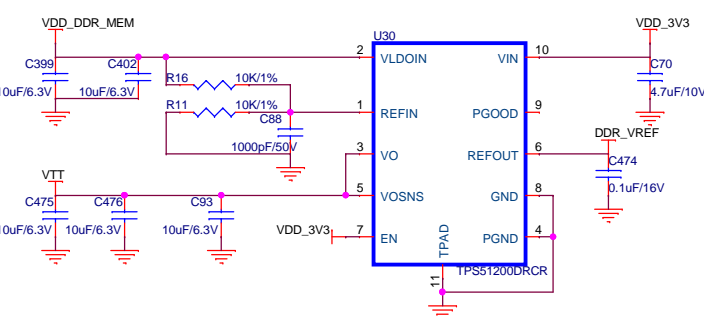 VDD_DDR_MEM
VDD_3V3
U30
C399
C402
2
VLDOIN
VIN
10
C70
R16
10K/1%
10uF/6.3V
10uF/6.3V
4.7uF/10V
R11
10K/1%
1
REFIN
PGOOD
9
C88
1000pF/50V
DDR_VREF
3
VO
REFOUT
6
C474
VTT
0.1uF/16V
5
VOSNS
GND
8
C475
C476
C93
10uF/6.3V
10uF/6.3V
10uF/6.3V
VDD_3V3
7
EN
TPAD
PGND
4
11
TPS51200DRCR